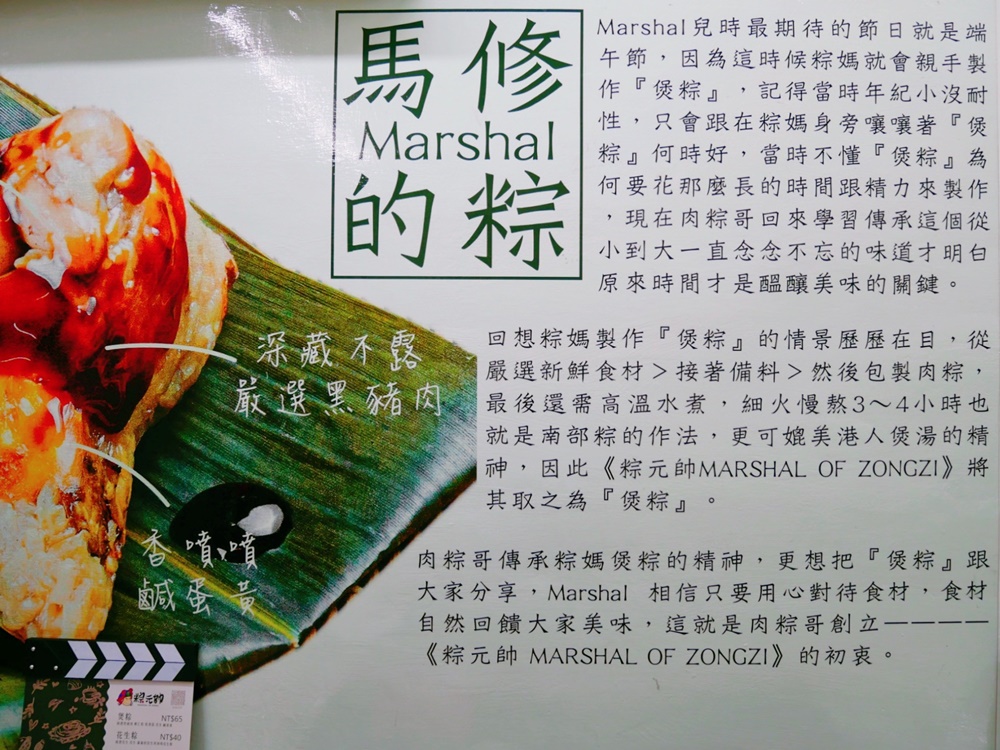 馬修
Marshal
的粽
Marshal兒時最期待的節日就是端
午節，因為這時候粽媽就會親手製
作『煲粽』，記得當時年紀小沒耐
性，只會跟在粽媽身旁嚷嚷著『煲
粽』何時好，當時不懂『煲粽』為
何要花那麼長的時間跟精力來製作
，現在肉粽哥回來學習傳承這個從
小到大一直念念不忘的味道才明白
原來時間才是醞釀美味的關鍵。
回想粽媽製作『煲粽』的情景歷歷在目，從
嚴選新鮮食材＞接著備料＞然後包製肉粽，
最後還需高溫水煮，細火慢熬3～4小時也
就是南部粽的作法，更可媲美港人煲湯的精
神，因此《粽元帥MARSHAL OF ZONGZI》將
其取之為『煲粽』。
肉粽哥傳承粽媽煲粽的精神，更想把『煲粽』跟
大家分享，Marshal 相信只要用心對待食材，食材
自然回饋大家美味，這就是肉粽哥創立————
《粽元帥 MARSHAL OF ZONGZI》的初衷。
深藏不露
嚴選黑豬肉
香噴噴
鹹蛋黃
粽元帥
煲粽 NT$65
花生粽 NT$40